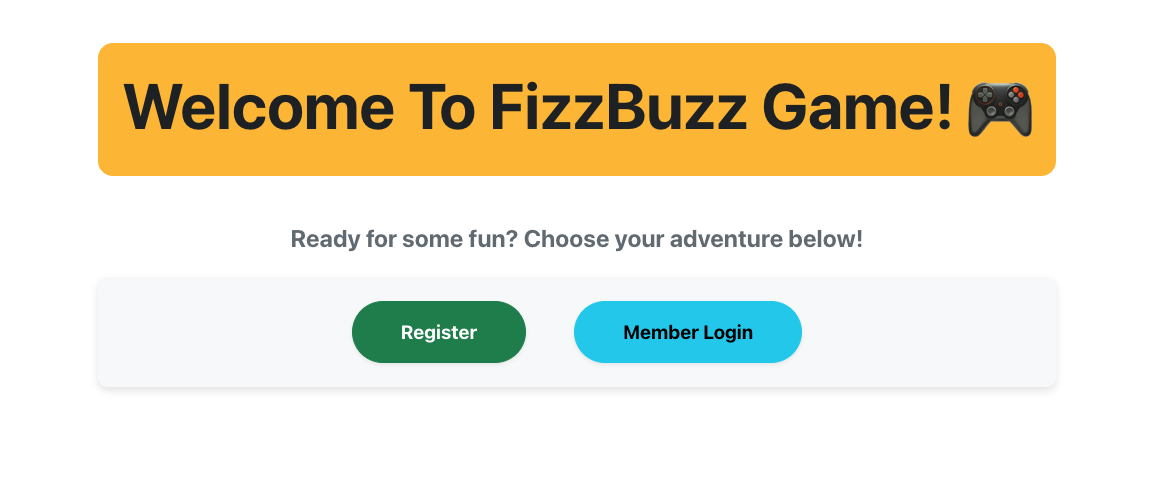 Welcome To FizzBuzz Game! 🎮
Ready for some fun? Choose your adventure below!
Register
Member Login